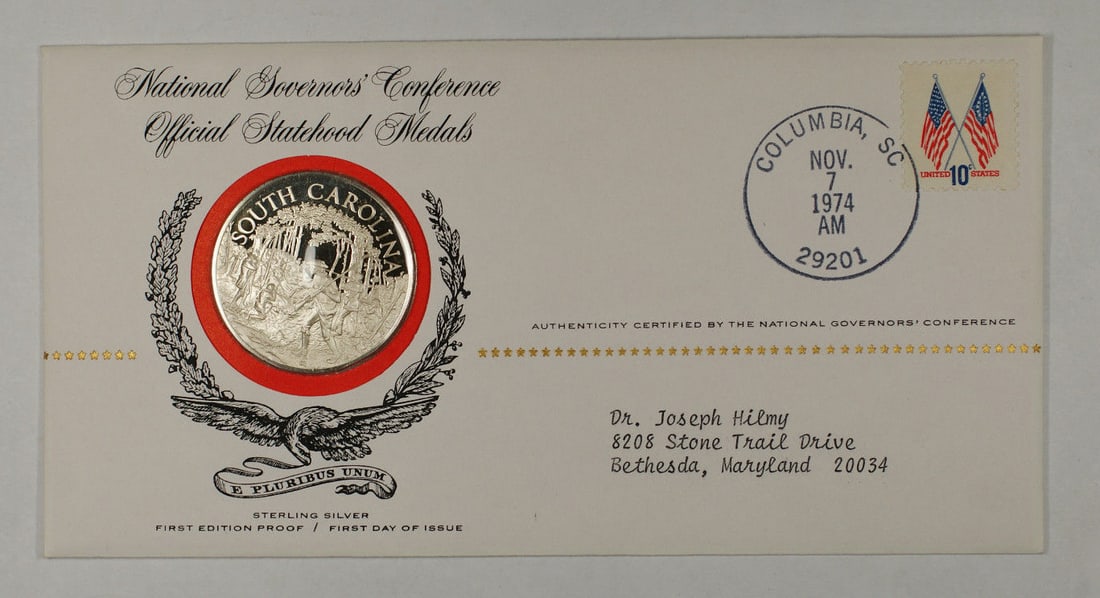 National Governors' Conference
Official Statehood Medals
SOUTH CAROLINA
E PLURIBUS UNUM
STERLING SILVER
FIRST EDITION PROOF / FIRST DAY OF ISSUE
UNITED 10c STATES
COLUMBIA, SC
NOV.
7
1974
AM
29201
AUTHENTICITY CERTIFIED BY THE NATIONAL GOVERNORS' CONFERENCE
Dr. Joseph Hilmy
8208 Stone Trail Drive
Bethesda, Maryland 20034